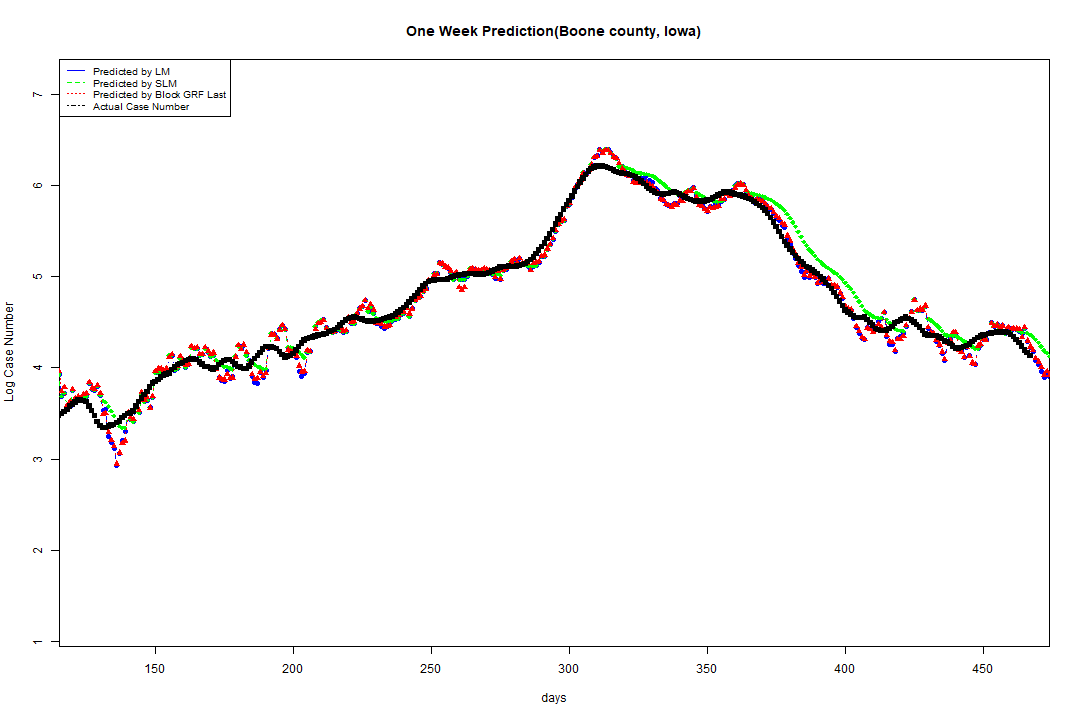 One Week Prediction(Boone county, Iowa)
Predicted by LM
Predicted by SLM
Predicted by Block GRF Last
Actual Case Number
7
6
5
4
3
2
1
Log Case Number
150 200 250 300 350 400 450
days